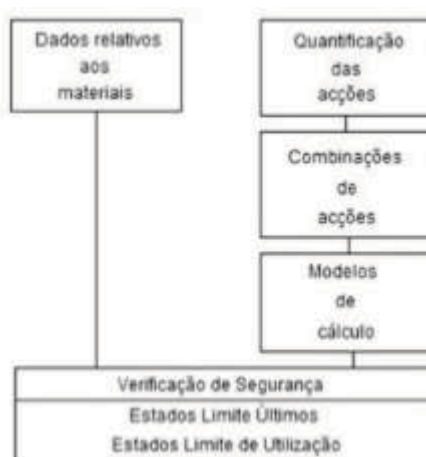 Dados relativos
aos
materiais
Quantificação
das
acções
Combinações
de
acções
Modelos
de
cálculo
Verificação de Segurança
Estados Limite Últimos
Estados Limite de Utilização